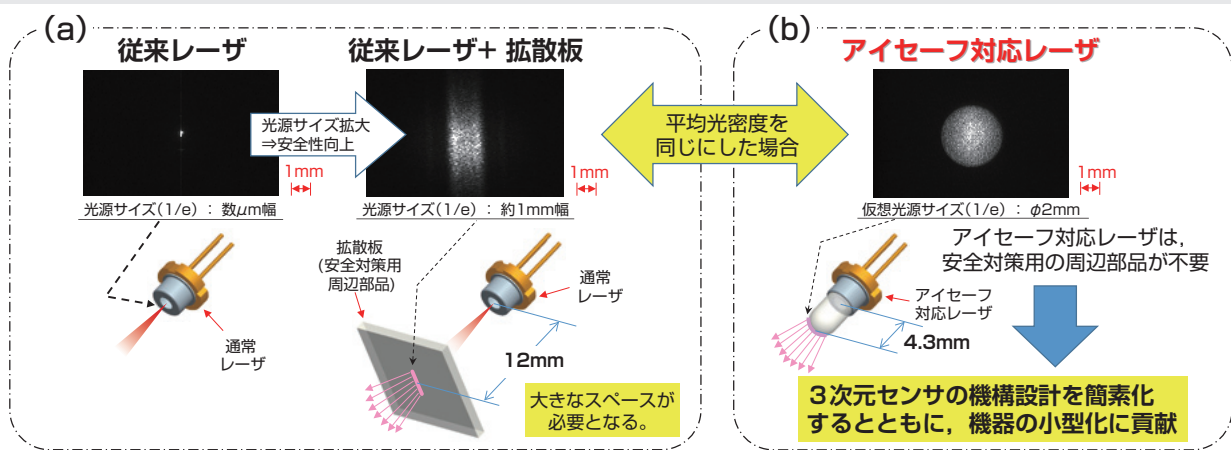 (a)
従来レーザ
従来レーザ+ 拡散板
光源サイズ拡大
⇒安全性向上
1mm
1mm
光源サイズ(1/e) : 数μm幅
光源サイズ(1/e) : 約1mm幅
通常
レーザ
拡散板
(安全対策用
周辺部品)
通常
レーザ
12mm
大きなスペースが
必要となる。
平均光密度を
同じにした場合
(b)
アイセーフ対応レーザ
1mm
仮想光源サイズ(1/e) : φ2mm
アイセーフ対応レーザは,
安全対策用の周辺部品が不要
アイセーフ
対応レーザ
4.3mm
3次元センサの機構設計を簡素化
するとともに, 機器の小型化に貢献